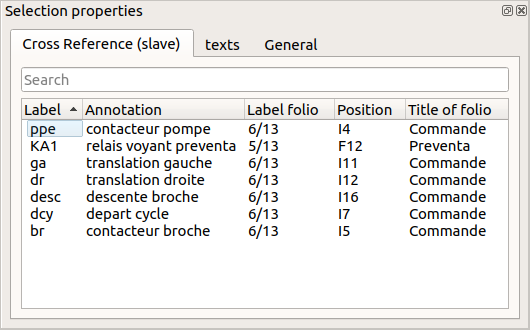 Selection properties
Cross Reference (slave) texts General
Search
Label Annotation Label folio Position Title of folio
ppe contacteur pompe 6/13 I4 Commande
KA1 relais voyant preventa 5/13 F12 Preventa
ga translation gauche 6/13 I11 Commande
dr translation droite 6/13 I12 Commande
desc descente broche 6/13 I16 Commande
dcy depart cycle 6/13 I7 Commande
br contacteur broche 6/13 I5 Commande